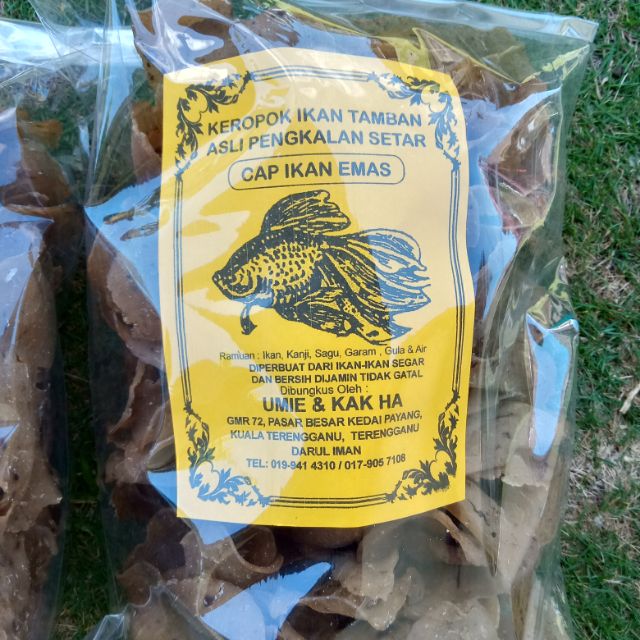 KEROPOK IKAN TAMBAN
ASLI PENGKALAN SETAR
CAP IKAN EMAS
Ramuan : Ikan, Kanji, Sagu, Garam , Gula & Air
DIPERBUAT DARI IKAN-IKAN SEGAR
DAN BERSIH DIJAMIN TIDAK GATAL
Dibungkus Oleh :
UMIE & KAK HA
GMR 72, PASAR BESAR KEDAI PAYANG,
KUALA TERENGGANU, TERENGGANU
DARUL IMAN
TEL: 019-941 4310 / 017-905 7108